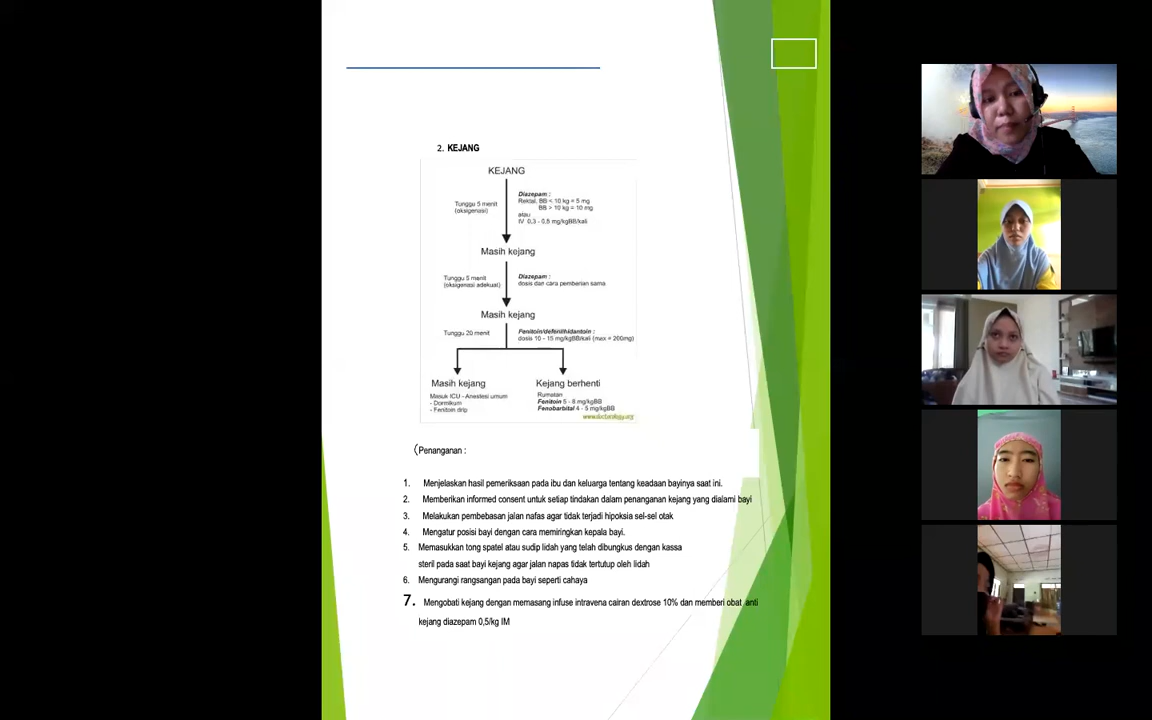 2. KEJANG
KEJANG
Tunggu 5 menit
(oksigenasi)
Diazepam :
Rektal, BB < 10 kg = 5 mg
BB > 10 kg = 10 mg
atau
IV 0,3 - 0,5 mg/kgBB/kali
Masih kejang
Tunggu 5 menit
(oksigenasi adekuat)
Diazepam :
dosis dan cara pemberian sama
Masih kejang
Tunggu 20 menit
Fenitoin/defenilhidantoin :
dosis 10 - 15 mg/kgBB/kali (max = 200mg)
Masih kejang
Masuk ICU - Anestesi umum
- Dormikum
- Fenitoin drip
Kejang berhenti
Rumatan
Fenitoin 5 - 8 mg/kgBB
Fenobarbital 4 - 5 mg/kgBB
(Penanganan :
1. Menjelaskan hasil pemeriksaan pada ibu dan keluarga tentang keadaan bayinya saat ini.
2. Memberikan informed consent untuk setiap tindakan dalam penanganan kejang yang dialami bayi
3. Melakukan pembebasan jalan nafas agar tidak terjadi hipoksia sel-sel otak
4. Mengatur posisi bayi dengan cara memiringkan kepala bayi.
5. Memasukkan tong spatel atau sudip lidah yang telah dibungkus dengan kassa
steril pada saat bayi kejang agar jalan napas tidak tertutup oleh lidah
6. Mengurangi rangsangan pada bayi seperti cahaya
7. Mengobati kejang dengan memasang infuse intravena cairan dextrose 10% dan memberi obat anti
kejang diazepam 0,5/kg IM